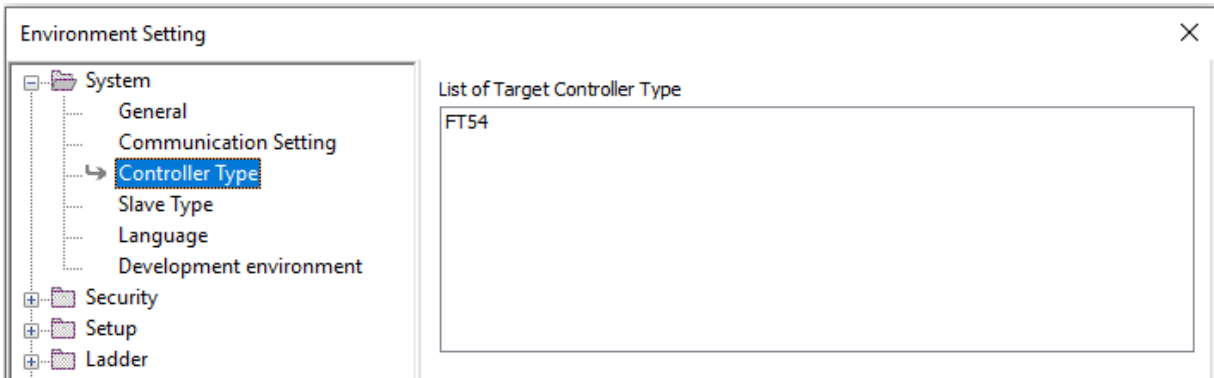 Environment Setting
System
General
Communication Setting
Controller Type
Slave Type
Language
Development environment
Security
Setup
Ladder
List of Target Controller Type
FT54